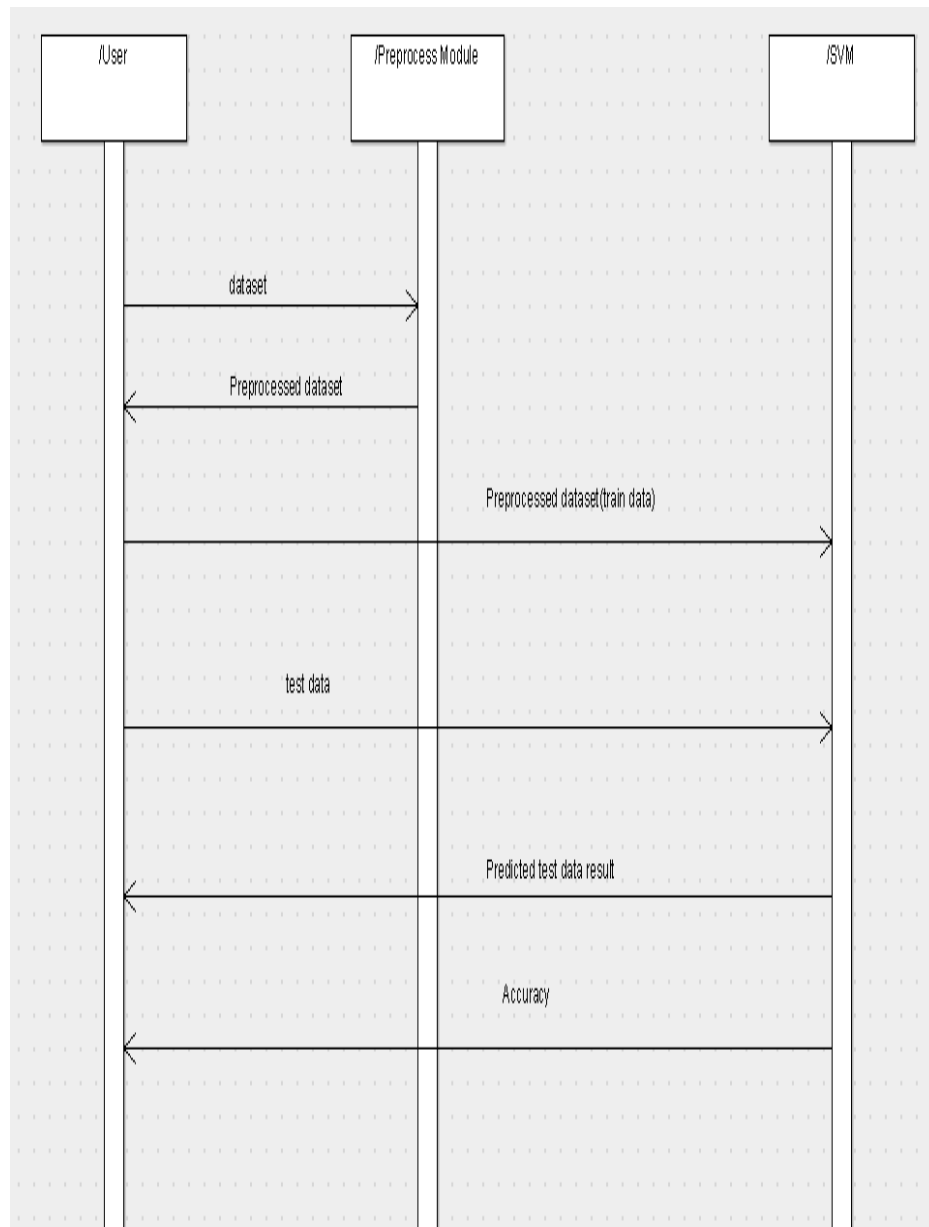 /User
/Preprocess Module
/SVM
dataset
Preprocessed dataset
Preprocessed dataset(train data)
test data
Predicted test data result
Accuracy